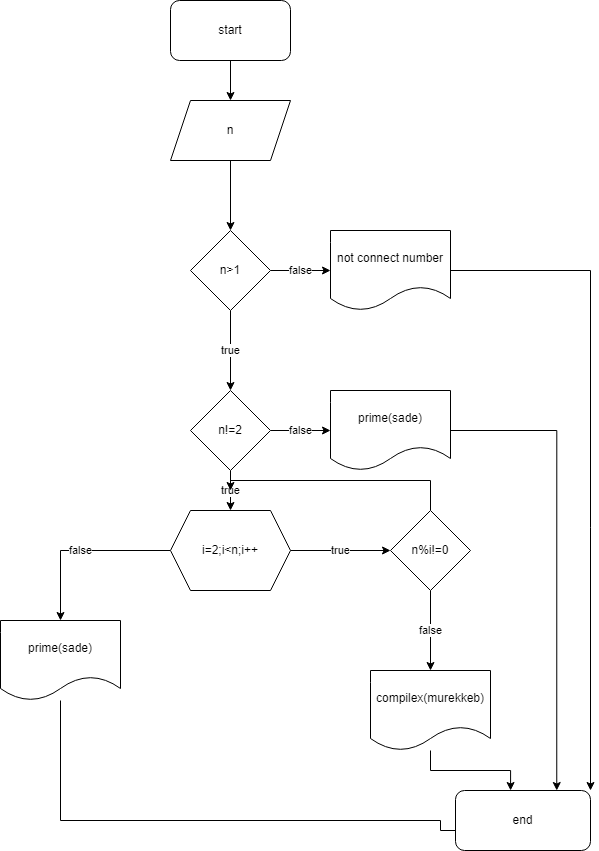 start
n
n>1
false
not connect number
true
n!=2
false
prime(sade)
true
i=2;i<n;i++
true
n%i!=0
false
prime(sade)
false
compilex(murekkeb)
end